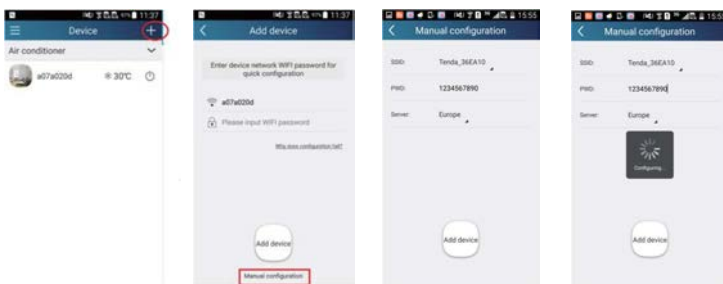 11:37
Device
+
Air conditioner
a07a020d
30℃
11:37
Add device
Enter device network WIFI password for
quick configuration
a07a020d
Please input WIFI password
Add device
Manual configuration
15:55
Manual configuration
SSID:
Tenda_36EA10
PWD:
1234567890
Server:
Europe
Add device
15:55
Manual configuration
SSID:
Tenda_36EA10
PWD:
1234567890
Server:
Europe
Configuring...
Add device